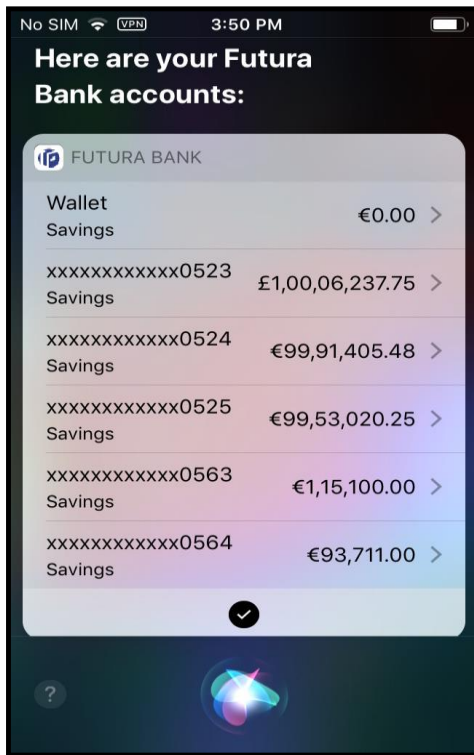 No SIM VPN 3:50 PM
Here are your Futura
Bank accounts:
FUTURA BANK
Wallet
Savings
€0.00
xxxxxxxxxxxx0523
Savings
£1,00,06,237.75
xxxxxxxxxxxx0524
Savings
€99,91,405.48
xxxxxxxxxxxx0525
Savings
€99,53,020.25
xxxxxxxxxxxx0563
Savings
€1,15,100.00
xxxxxxxxxxxx0564
Savings
€93,711.00
?